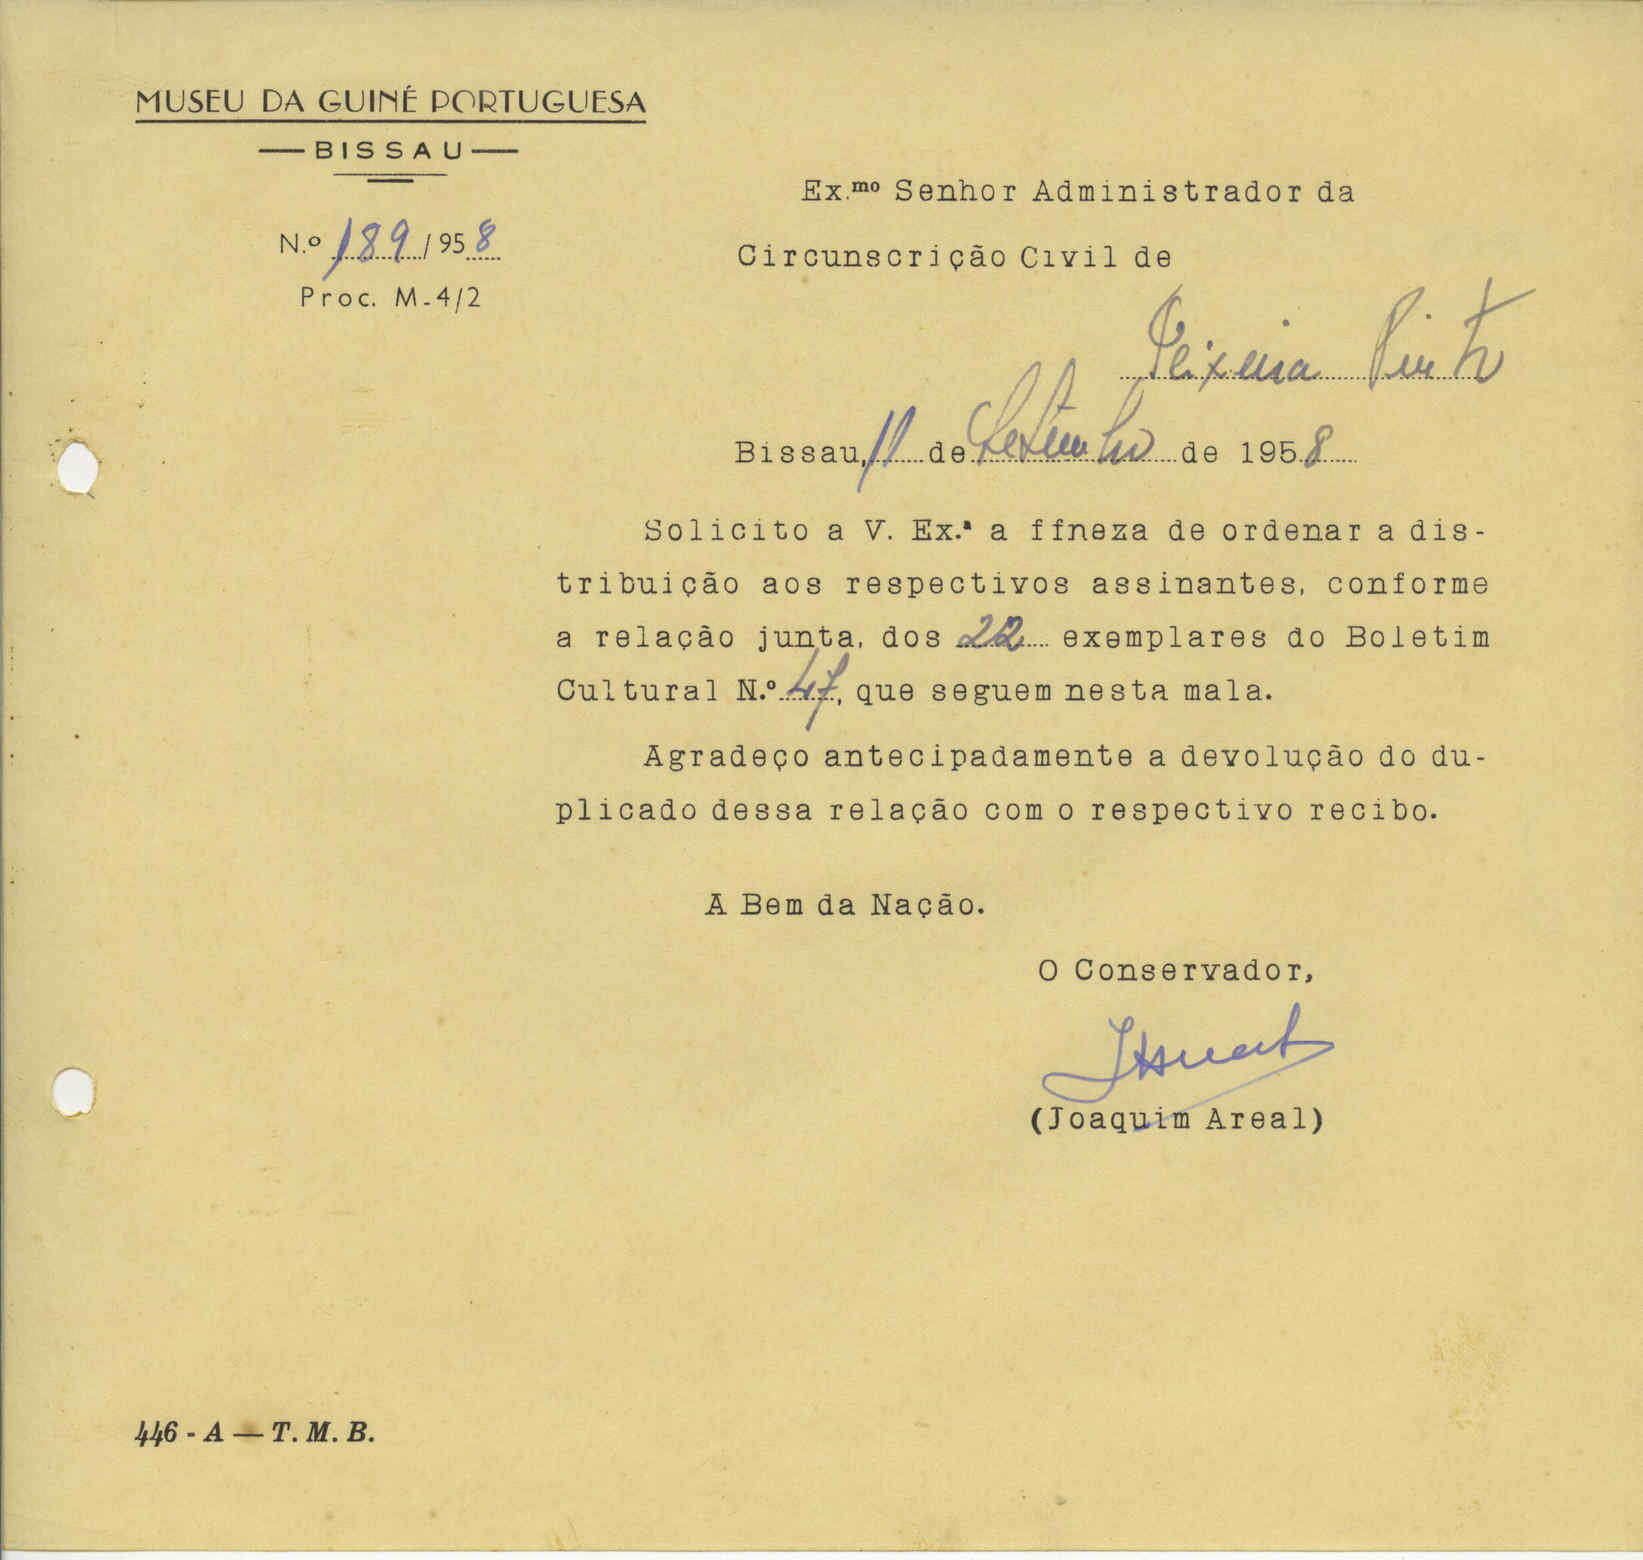 MUSEU DA GUINÉ PORTUGUESA
— BISSAU —
N.º 189/958
Proc. M-4/2
Ex.mo Senhor Administrador da
Circunscrição Civil de
Teixeira Pinto
Bissau, 11 de Setembro de 1958
Solicito a V. Ex.ª a ffneza de ordenar a dis-
tribuição aos respectivos assinantes, conforme
a relação junta, dos 22 exemplares do Boletim
Cultural N.º 47, que seguem nesta mala.
Agradeço antecipadamente a devolução do du-
plicado dessa relação com o respectivo recibo.
A Bem da Nação.
O Conservador,
(Joaquim Areal)
446 - A — T. M. B.